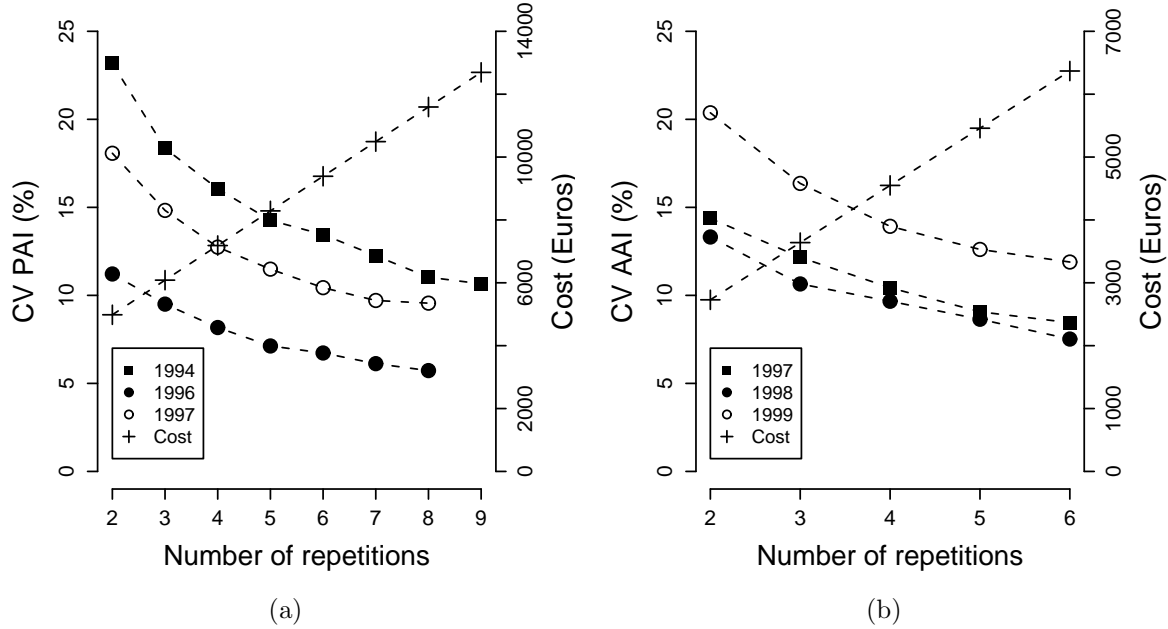 25
20
15
10
5
0
CV PAI (%)
14000
10000
6000
2000
0
Cost (Euros)
1994
1996
1997
Cost
2 3 4 5 6 7 8 9
Number of repetitions
(a)
25
20
15
10
5
0
CV AAI (%)
7000
5000
3000
1000
0
Cost (Euros)
1997
1998
1999
Cost
2 3 4 5 6
Number of repetitions
(b)